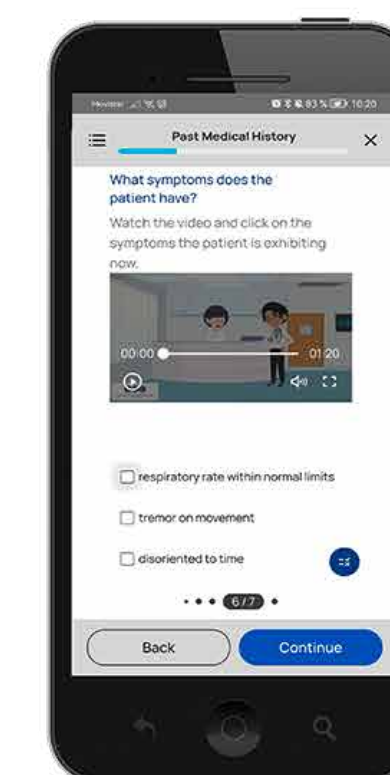 Movistar
83 % 10:20
Past Medical History
What symptoms does the
patient have?
Watch the video and click on the
symptoms the patient is exhibiting
now.
00:00 01:20
respiratory rate within normal limits
tremor on movement
disoriented to time
6/7
Back Continue